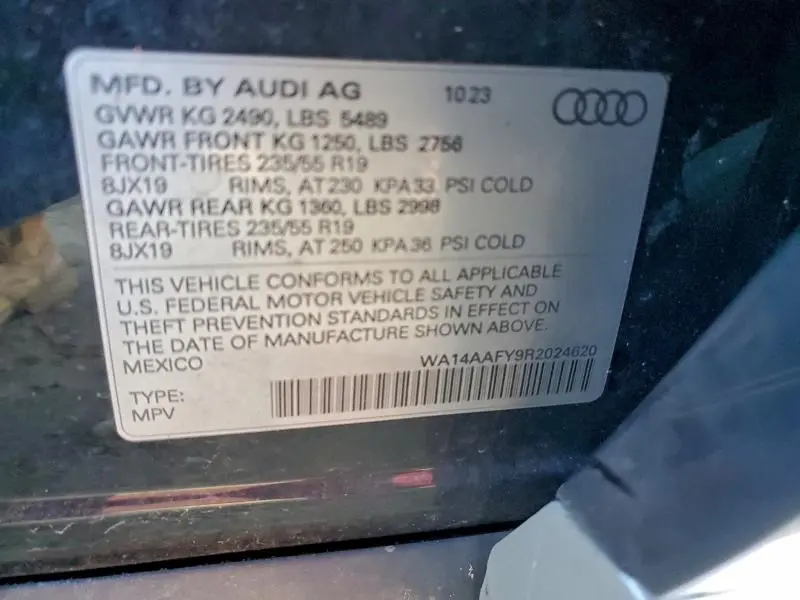 MFD. BY AUDI AG 10.23
GVWR KG 2490, LBS 5489
GAWR FRONT KG 1250, LBS 2756
FRONT-TIRES 235/55 R19
8JX19 RIMS, AT 230 KPA 33 PSI COLD
GAWR REAR KG 1360, LBS 2998
REAR-TIRES 235/55 R19
8JX19 RIMS, AT 250 KPA 36 PSI COLD
THIS VEHICLE CONFORMS TO ALL APPLICABLE
U.S. FEDERAL MOTOR VEHICLE SAFETY AND
THEFT PREVENTION STANDARDS IN EFFECT ON
THE DATE OF MANUFACTURE SHOWN ABOVE.
MEXICO WA14AAFY9R2024620
TYPE:
MPV